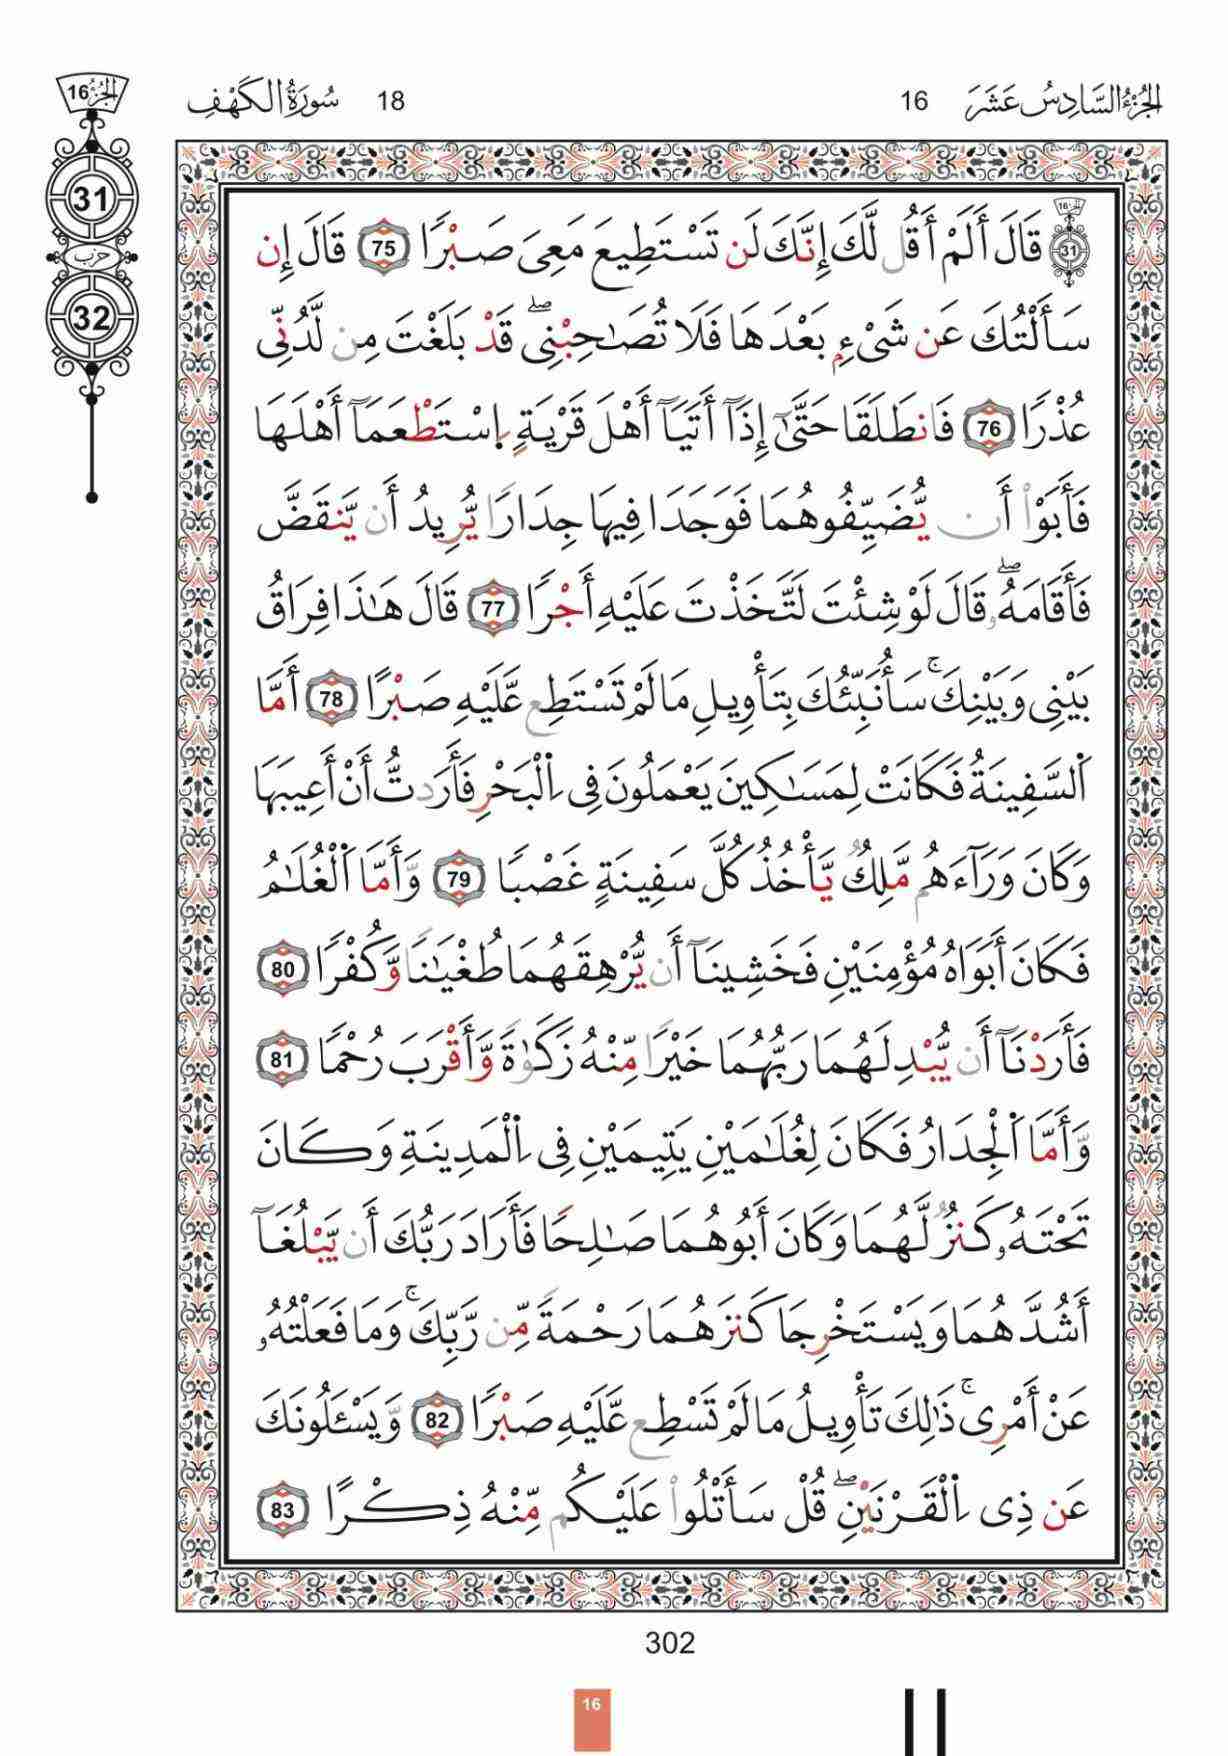 الجُزْءُ السَّادِسُ عَشَرَ 16
18 سُورَةُ الكَهْفِ
الجزء 16
31
حزب
32
قَالَ أَلَمْ أَقُل لَّكَ إِنَّكَ لَن تَسْتَطِيعَ مَعِىَ صَبْرًا 75 قَالَ إِن
سَأَلْتُكَ عَن شَىْءٍۭ بَعْدَهَا فَلَا تُصَـٰحِبْنِىۖ قَدْ بَلَغْتَ مِن لَّدُنِّى
عُذْرًا 76 فَانطَلَقَا حَتَّىٰٓ إِذَآ أَتَيَآ أَهْلَ قَرْيَةٍ ٱسْتَطْعَمَآ أَهْلَهَا
فَأَبَوْا۟ أَن يُّضَيِّفُوهُمَا فَوَجَدَا فِيهَا جِدَارًا يُّرِيدُ أَن يَّنقَضَّ
فَأَقَامَهُۥۖ قَالَ لَوْ شِئْتَ لَتَّخَذْتَ عَلَيْهِ أَجْرًا 77 قَالَ هَـٰذَا فِرَاقُ
بَيْنِى وَبَيْنِكَۚ سَأُنَبِّئُكَ بِتَأْوِيلِ مَا لَمْ تَسْتَطِع عَّلَيْهِ صَبْرًا 78 أَمَّا
ٱلسَّفِينَةُ فَكَانَتْ لِمَسَـٰكِينَ يَعْمَلُونَ فِى ٱلْبَحْرِ فَأَرَدتُّ أَنْ أَعِيبَهَا
وَكَانَ وَرَآءَهُم مَّلِكٌ يَّأْخُذُ كُلَّ سَفِينَةٍ غَصْبًا 79 وَّأَمَّا ٱلْغُلَـٰمُ
فَكَانَ أَبَوَاهُ مُؤْمِنَيْنِ فَخَشِينَآ أَن يُّرْهِقَهُمَا طُغْيَـٰنًا وَّكُفْرًا 80
فَأَرَدْنَآ أَن يُّبْدِلَهُمَا رَبُّهُمَا خَيْرًا مِّنْهُ زَكَوٰةً وَّأَقْرَبَ رُحْمًا 81
وَّأَمَّا ٱلْجِدَارُ فَكَانَ لِغُلَـٰمَيْنِ يَتِيمَيْنِ فِى ٱلْمَدِينَةِ وَكَانَ
تَحْتَهُۥ كَنزٌ لَّهُمَا وَكَانَ أَبُوهُمَا صَـٰلِحًا فَأَرَادَ رَبُّكَ أَن يَّبْلُغَآ
أَشُدَّهُمَا وَيَسْتَخْرِجَا كَنزَهُمَا رَحْمَةً مِّن رَّبِّكَۚ وَمَا فَعَلْتُهُۥ
عَنْ أَمْرِىۚ ذَٰلِكَ تَأْوِيلُ مَا لَمْ تَسْطِع عَّلَيْهِ صَبْرًا 82 وَّيَسْـَٔلُونَكَ
عَن ذِى ٱلْقَرْنَيْنِۖ قُلْ سَأَتْلُوا۟ عَلَيْكُم مِّنْهُ ذِكْرًا 83
302
16